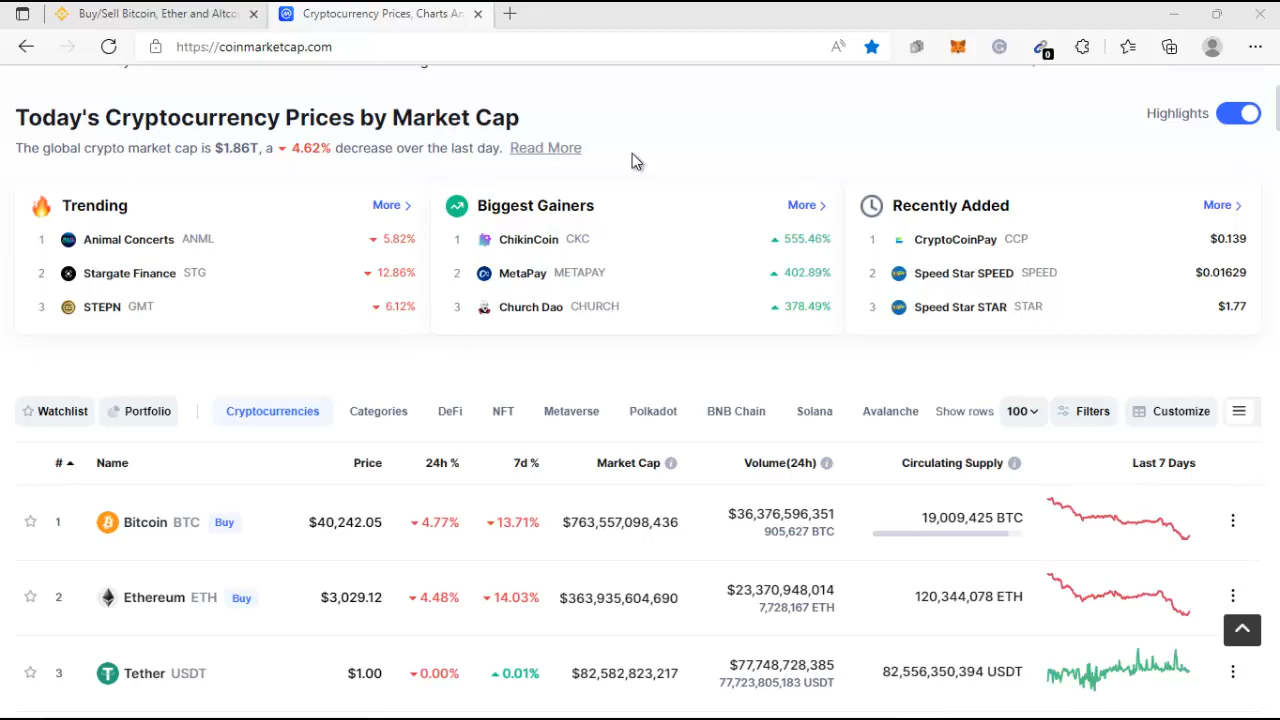 Buy/Sell Bitcoin, Ether and Altco
Cryptocurrency Prices, Charts An
https://coinmarketcap.com
0
Today's Cryptocurrency Prices by Market Cap
Highlights
The global crypto market cap is $1.86T, a 4.62% decrease over the last day. Read More
Trending More
1 Animal Concerts ANML 5.82%
2 Stargate Finance STG 12.86%
3 STEPN GMT 6.12%
Biggest Gainers More
1 ChikinCoin CKC 555.46%
2 MetaPay METAPAY 402.89%
3 Church Dao CHURCH 378.49%
Recently Added More
1 CryptoCoinPay CCP $0.139
2 Speed Star SPEED SPEED $0.01629
3 Speed Star STAR STAR $1.77
Watchlist Portfolio Cryptocurrencies Categories DeFi NFT Metaverse Polkadot BNB Chain Solana Avalanche Show rows 100 Filters Customize
# Name Price 24h % 7d % Market Cap Volume(24h) Circulating Supply Last 7 Days
1 Bitcoin BTC Buy $40,242.05 4.77% 13.71% $763,557,098,436 $36,376,596,351 19,009,425 BTC
905,627 BTC
2 Ethereum ETH Buy $3,029.12 4.48% 14.03% $363,935,604,690 $23,370,948,014 120,344,078 ETH
7,728,167 ETH
3 Tether USDT $1.00 0.00% 0.01% $82,582,823,217 $77,748,728,385 82,556,350,394 USDT
77,723,805,183 USDT